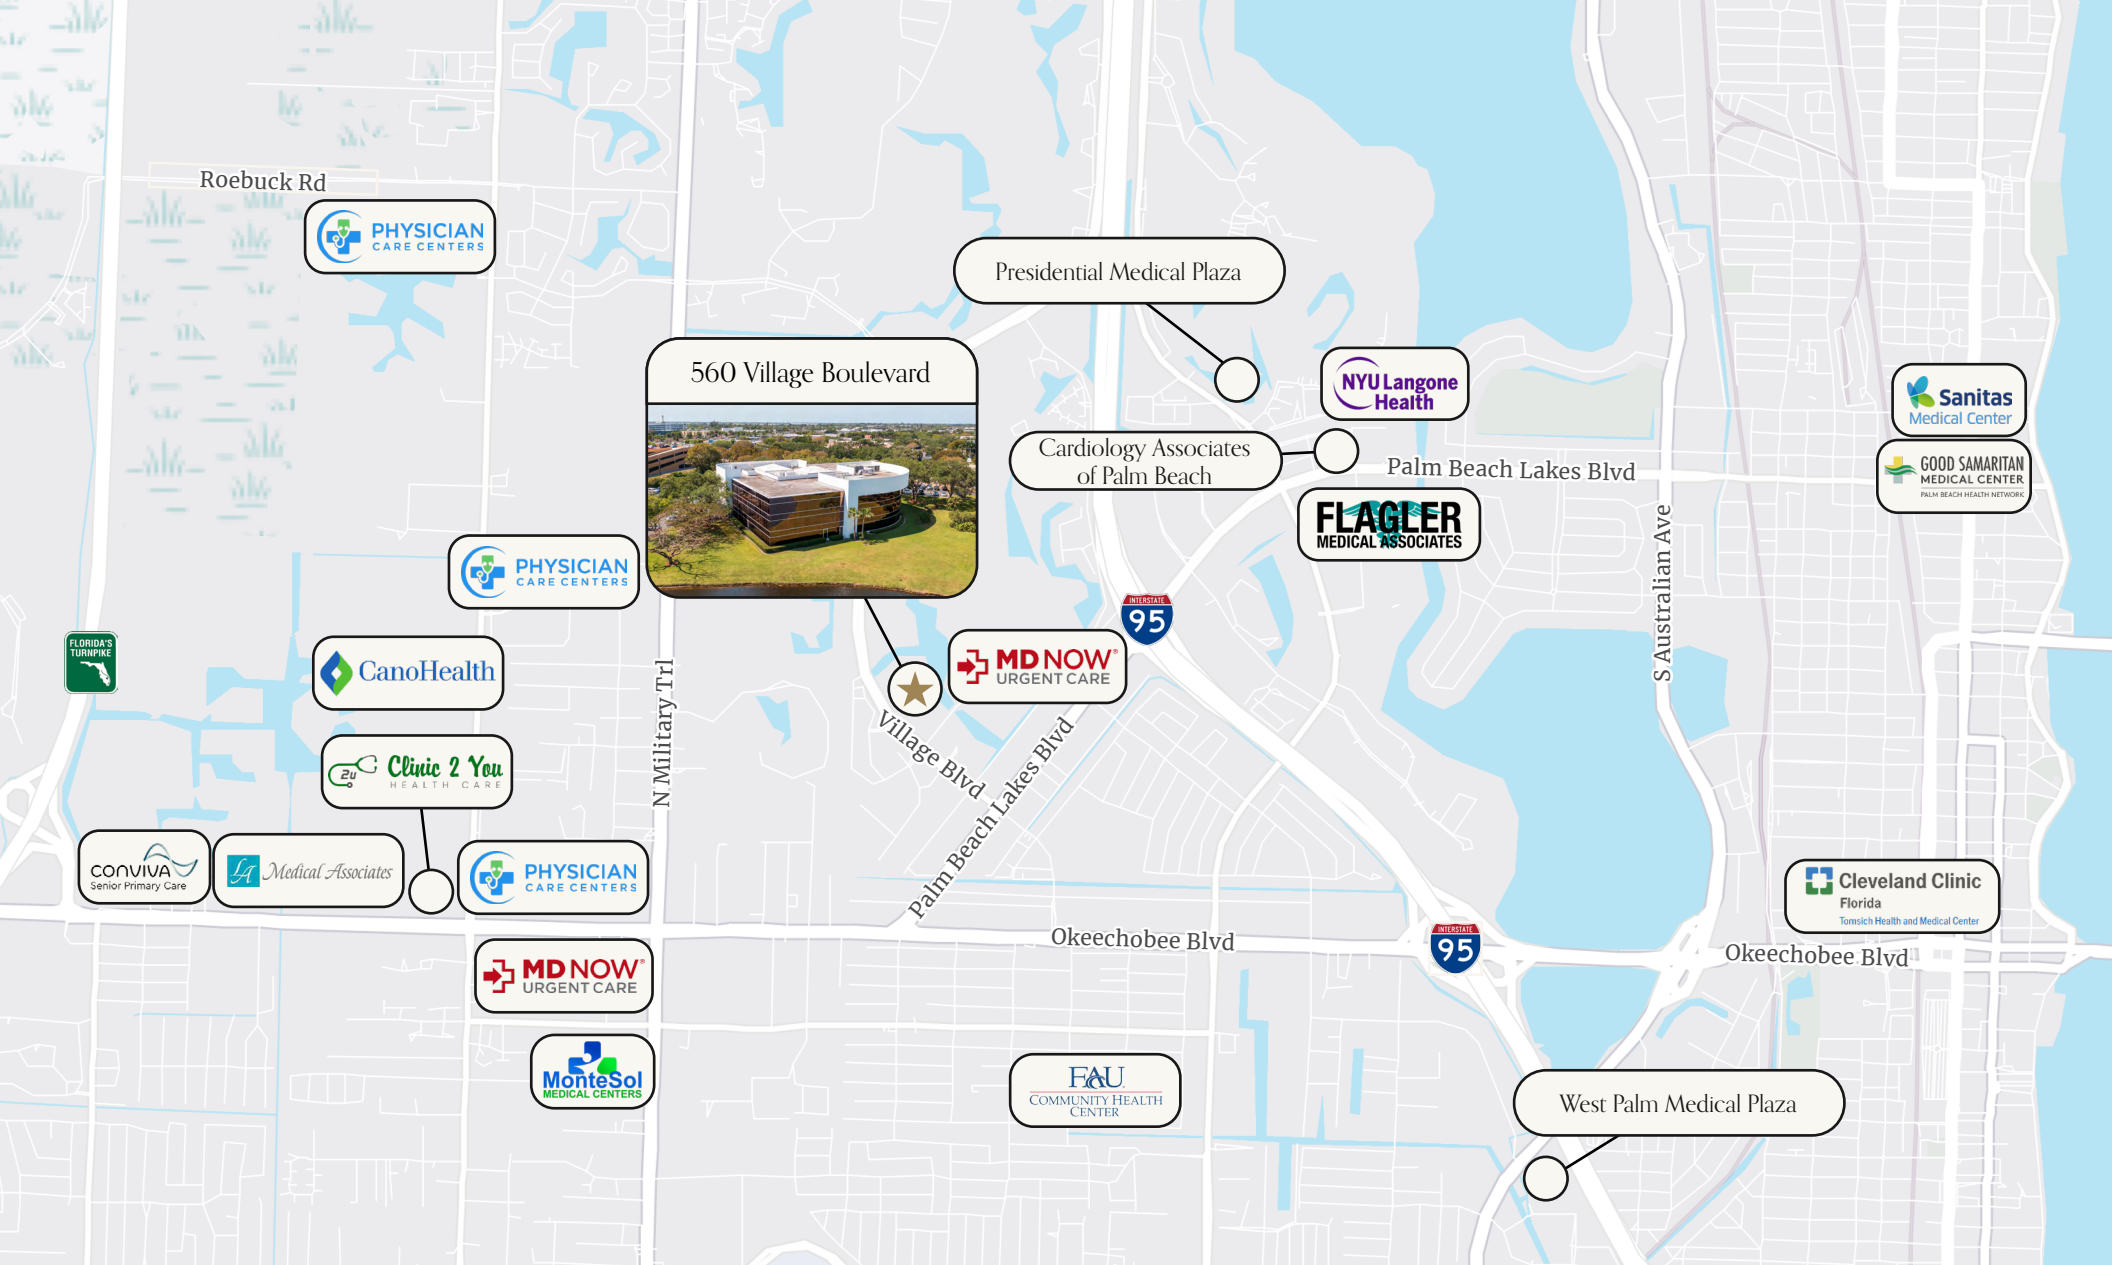 Roebuck Rd
PHYSICIAN
CARE CENTERS
Presidential Medical Plaza
560 Village Boulevard
NYU Langone
Health
Sanitas
Medical Center
Cardiology Associates
of Palm Beach
Palm Beach Lakes Blvd
GOOD SAMARITAN
MEDICAL CENTER
PALM BEACH HEALTH NETWORK
FLAGLER
MEDICAL ASSOCIATES
PHYSICIAN
CARE CENTERS
S Australian Ave
INTERSTATE
95
FLORIDA'S
TURNPIKE
CanoHealth
MD NOW®
URGENT CARE
N Military Trl
Village Blvd
Palm Beach Lakes Blvd
2u
Clinic 2 You
HEALTH CARE
CONVIVA
Senior Primary Care
LA
Medical Associates
PHYSICIAN
CARE CENTERS
Cleveland Clinic
Florida
Tomsich Health and Medical Center
Okeechobee Blvd
INTERSTATE
95
Okeechobee Blvd
MD NOW®
URGENT CARE
MonteSol
MEDICAL CENTERS
FAU
COMMUNITY HEALTH
CENTER
West Palm Medical Plaza